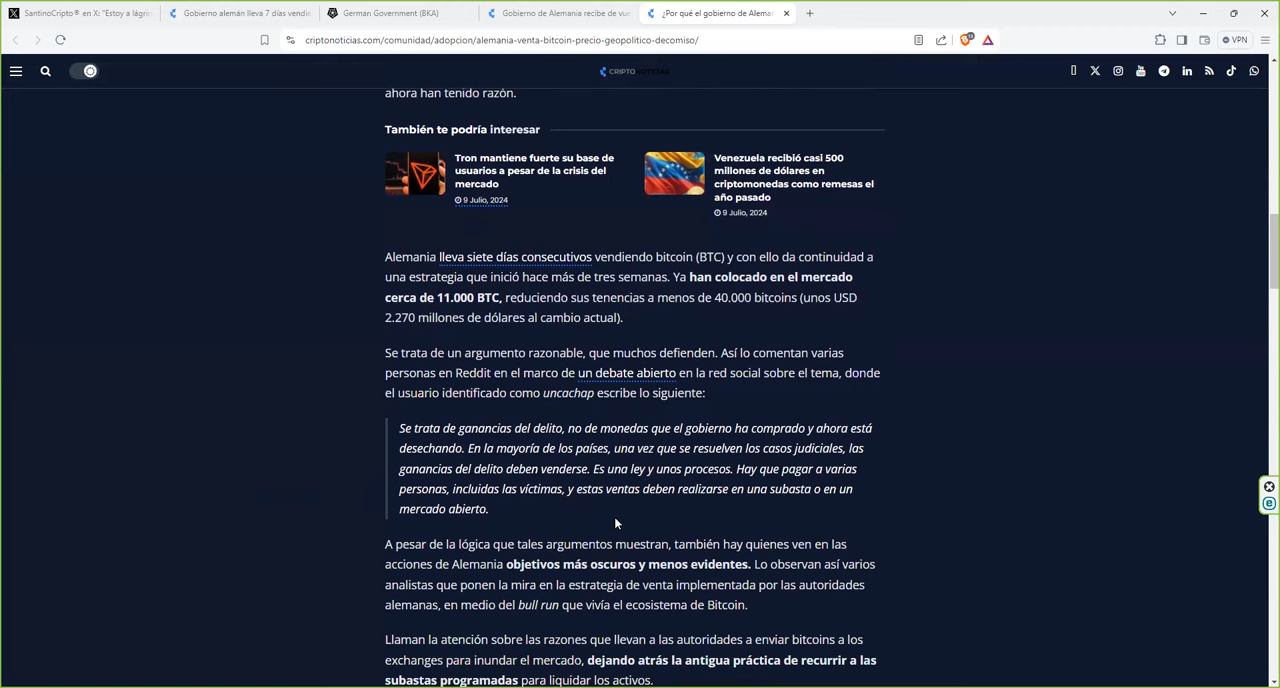 SantinoCripto® en X: "Estoy a lágrim
Gobierno alemán lleva 7 días vendie
German Government (BKA)
Gobierno de Alemania recibe de vue
¿Por qué el gobierno de Aleman
criptonoticias.com/comunidad/adopcion/alemania-venta-bitcoin-precio-geopolitico-decomiso/
VPN
CRIPTONOTICIAS
ahora han tenido razón.
También te podría interesar
Tron mantiene fuerte su base de
usuarios a pesar de la crisis del
mercado
9 Julio, 2024
Venezuela recibió casi 500
millones de dólares en
criptomonedas como remesas el
año pasado
9 Julio, 2024
Alemania lleva siete días consecutivos vendiendo bitcoin (BTC) y con ello da continuidad a
una estrategia que inició hace más de tres semanas. Ya han colocado en el mercado
cerca de 11.000 BTC, reduciendo sus tenencias a menos de 40.000 bitcoins (unos USD
2.270 millones de dólares al cambio actual).
Se trata de un argumento razonable, que muchos defienden. Así lo comentan varias
personas en Reddit en el marco de un debate abierto en la red social sobre el tema, donde
el usuario identificado como uncachap escribe lo siguiente:
Se trata de ganancias del delito, no de monedas que el gobierno ha comprado y ahora está
desechando. En la mayoría de los países, una vez que se resuelven los casos judiciales, las
ganancias del delito deben venderse. Es una ley y unos procesos. Hay que pagar a varias
personas, incluidas las víctimas, y estas ventas deben realizarse en una subasta o en un
mercado abierto.
A pesar de la lógica que tales argumentos muestran, también hay quienes ven en las
acciones de Alemania objetivos más oscuros y menos evidentes. Lo observan así varios
analistas que ponen la mira en la estrategia de venta implementada por las autoridades
alemanas, en medio del bull run que vivía el ecosistema de Bitcoin.
Llaman la atención sobre las razones que llevan a las autoridades a enviar bitcoins a los
exchanges para inundar el mercado, dejando atrás la antigua práctica de recurrir a las
subastas programadas para liquidar los activos.